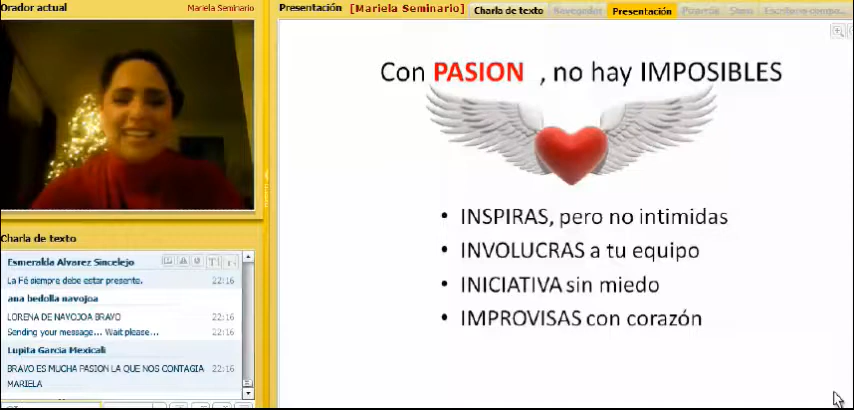 Orador actual
Mariela Seminario
Presentación [Mariela Seminario] Charla de texto Navegador Presentación Pizarrón
Con PASION , no hay IMPOSIBLES
• INSPIRAS, pero no intimidas
• INVOLUCRAS a tu equipo
• INICIATIVA sin miedo
• IMPROVISAS con corazón
Charla de texto
Esmeralda Alvarez Sincelejo
La Fé siempre debe estar presente. 22:16
ana bedolla navojoa
LORENA DE NAVOJOA BRAVO 22:16
Sending your message... Wait please... 22:16
Lupita Garcia Mexicali
BRAVO ES MUCHA PASION LA QUE NOS CONTAGIA 22:16
MARIELA